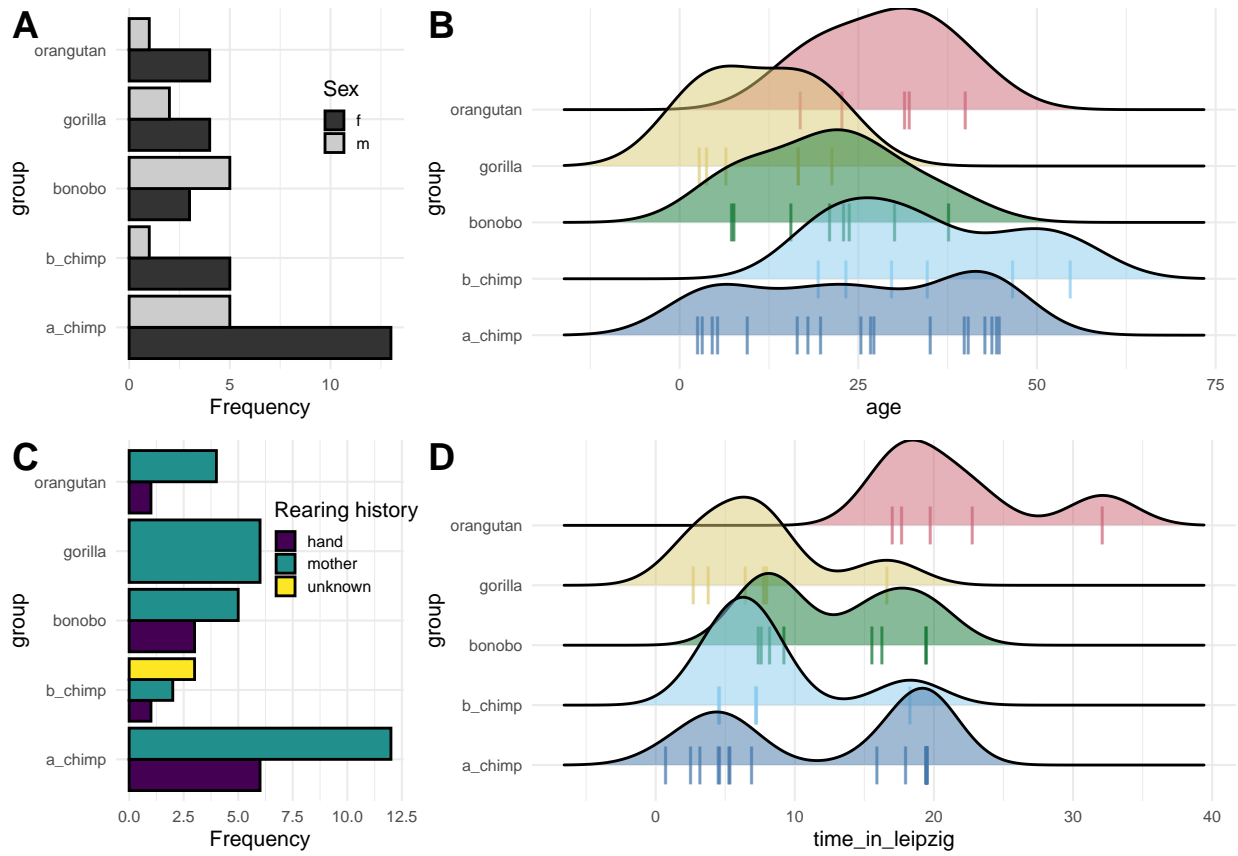 A
group
orangutan
gorilla
bonobo
b_chimp
a_chimp
Sex
f
m
0 5 10
Frequency
B
group
orangutan
gorilla
bonobo
b_chimp
a_chimp
0 25 50 75
age
C
group
orangutan
gorilla
bonobo
b_chimp
a_chimp
Rearing history
hand
mother
unknown
0.0 2.5 5.0 7.5 10.0 12.5
Frequency
D
group
orangutan
gorilla
bonobo
b_chimp
a_chimp
0 10 20 30 40
time_in_leipzig